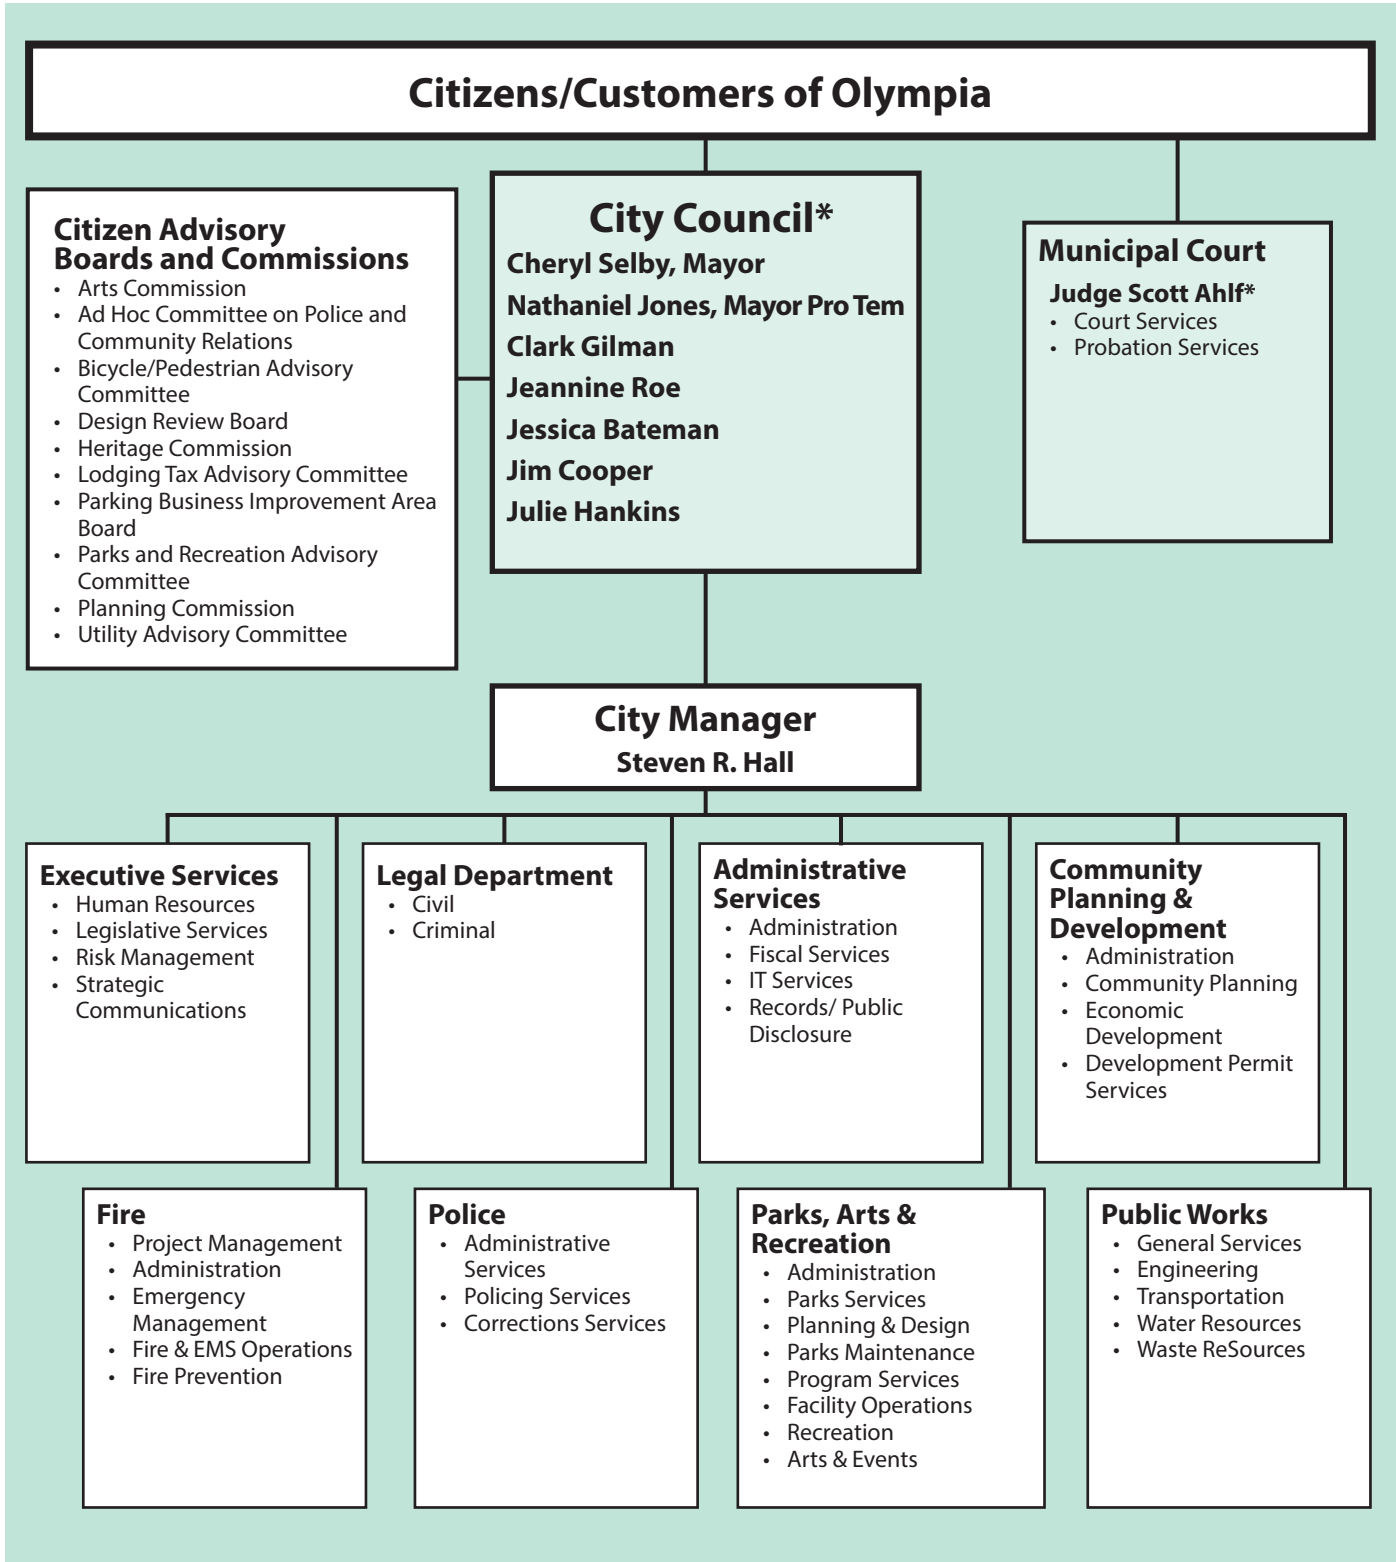 Citizens/Customers of Olympia
Citizen Advisory
Boards and Commissions
• Arts Commission
• Ad Hoc Committee on Police and
Community Relations
• Bicycle/Pedestrian Advisory
Committee
• Design Review Board
• Heritage Commission
• Lodging Tax Advisory Committee
• Parking Business Improvement Area
Board
• Parks and Recreation Advisory
Committee
• Planning Commission
• Utility Advisory Committee
City Council*
Cheryl Selby, Mayor
Nathaniel Jones, Mayor Pro Tem
Clark Gilman
Jeannine Roe
Jessica Bateman
Jim Cooper
Julie Hankins
Municipal Court
Judge Scott Ahlf*
• Court Services
• Probation Services
City Manager
Steven R. Hall
Executive Services
• Human Resources
• Legislative Services
• Risk Management
• Strategic
Communications
Legal Department
• Civil
• Criminal
Administrative
Services
• Administration
• Fiscal Services
• IT Services
• Records/ Public
Disclosure
Community
Planning &
Development
• Administration
• Community Planning
• Economic
Development
• Development Permit
Services
Fire
• Project Management
• Administration
• Emergency
Management
• Fire & EMS Operations
• Fire Prevention
Police
• Administrative
Services
• Policing Services
• Corrections Services
Parks, Arts &
Recreation
• Administration
• Parks Services
• Planning & Design
• Parks Maintenance
• Program Services
• Facility Operations
• Recreation
• Arts & Events
Public Works
• General Services
• Engineering
• Transportation
• Water Resources
• Waste ReSources